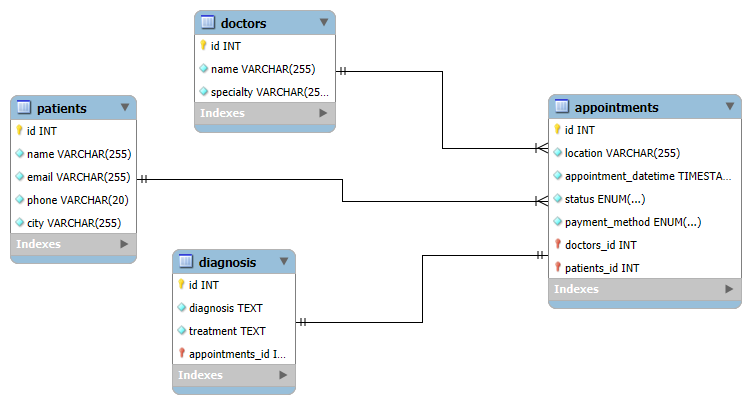 doctors
id INT
name VARCHAR(255)
specialty VARCHAR(25...
Indexes
patients
id INT
name VARCHAR(255)
email VARCHAR(255)
phone VARCHAR(20)
city VARCHAR(255)
Indexes
appointments
id INT
location VARCHAR(255)
appointment_datetime TIMESTA...
status ENUM(...)
payment_method ENUM(...)
doctors_id INT
patients_id INT
Indexes
diagnosis
id INT
diagnosis TEXT
treatment TEXT
appointments_id I...
Indexes